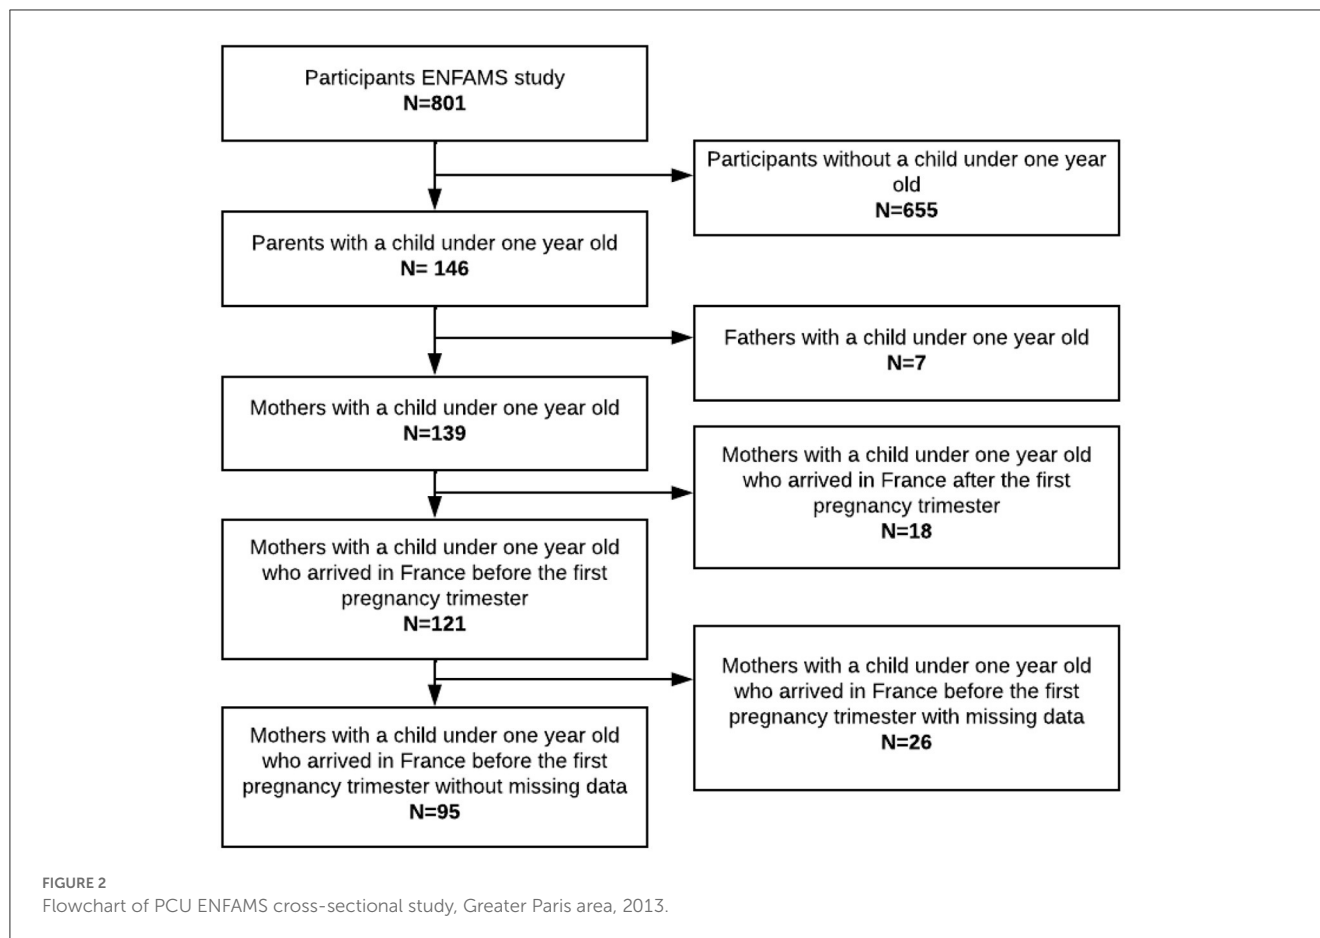 Participants ENFAMS study
N=801
Participants without a child under one year
old
N=655
Parents with a child under one year old
N= 146
Fathers with a child under one year old
N=7
Mothers with a child under one year old
N=139
Mothers with a child under one year old
who arrived in France after the first
pregnancy trimester
N=18
Mothers with a child under one year old
who arrived in France before the first
pregnancy trimester
N=121
Mothers with a child under one year old
who arrived in France before the first
pregnancy trimester with missing data
N=26
Mothers with a child under one year old
who arrived in France before the first
pregnancy trimester without missing data
N=95
FIGURE 2
Flowchart of PCU ENFAMS cross-sectional study, Greater Paris area, 2013.